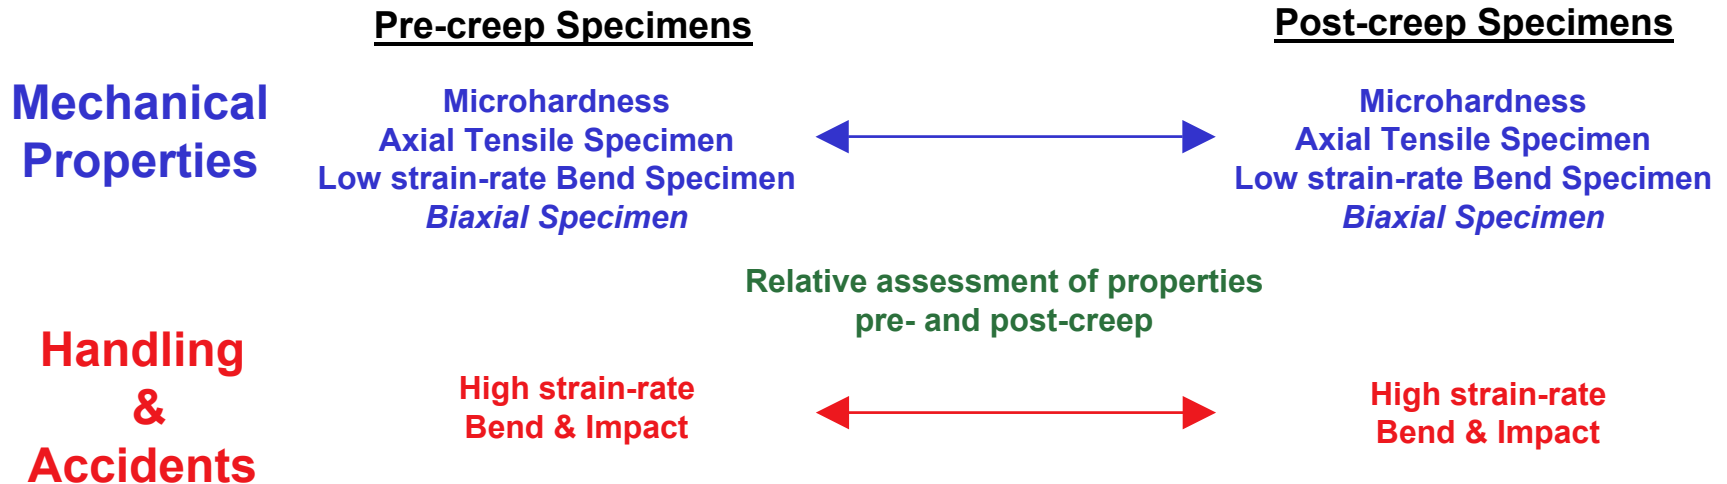 Pre-creep Specimens
Post-creep Specimens
Mechanical
Properties
Microhardness
Axial Tensile Specimen
Low strain-rate Bend Specimen
Biaxial Specimen
Microhardness
Axial Tensile Specimen
Low strain-rate Bend Specimen
Biaxial Specimen
Relative assessment of properties
pre- and post-creep
Handling
&
Accidents
High strain-rate
Bend & Impact
High strain-rate
Bend & Impact